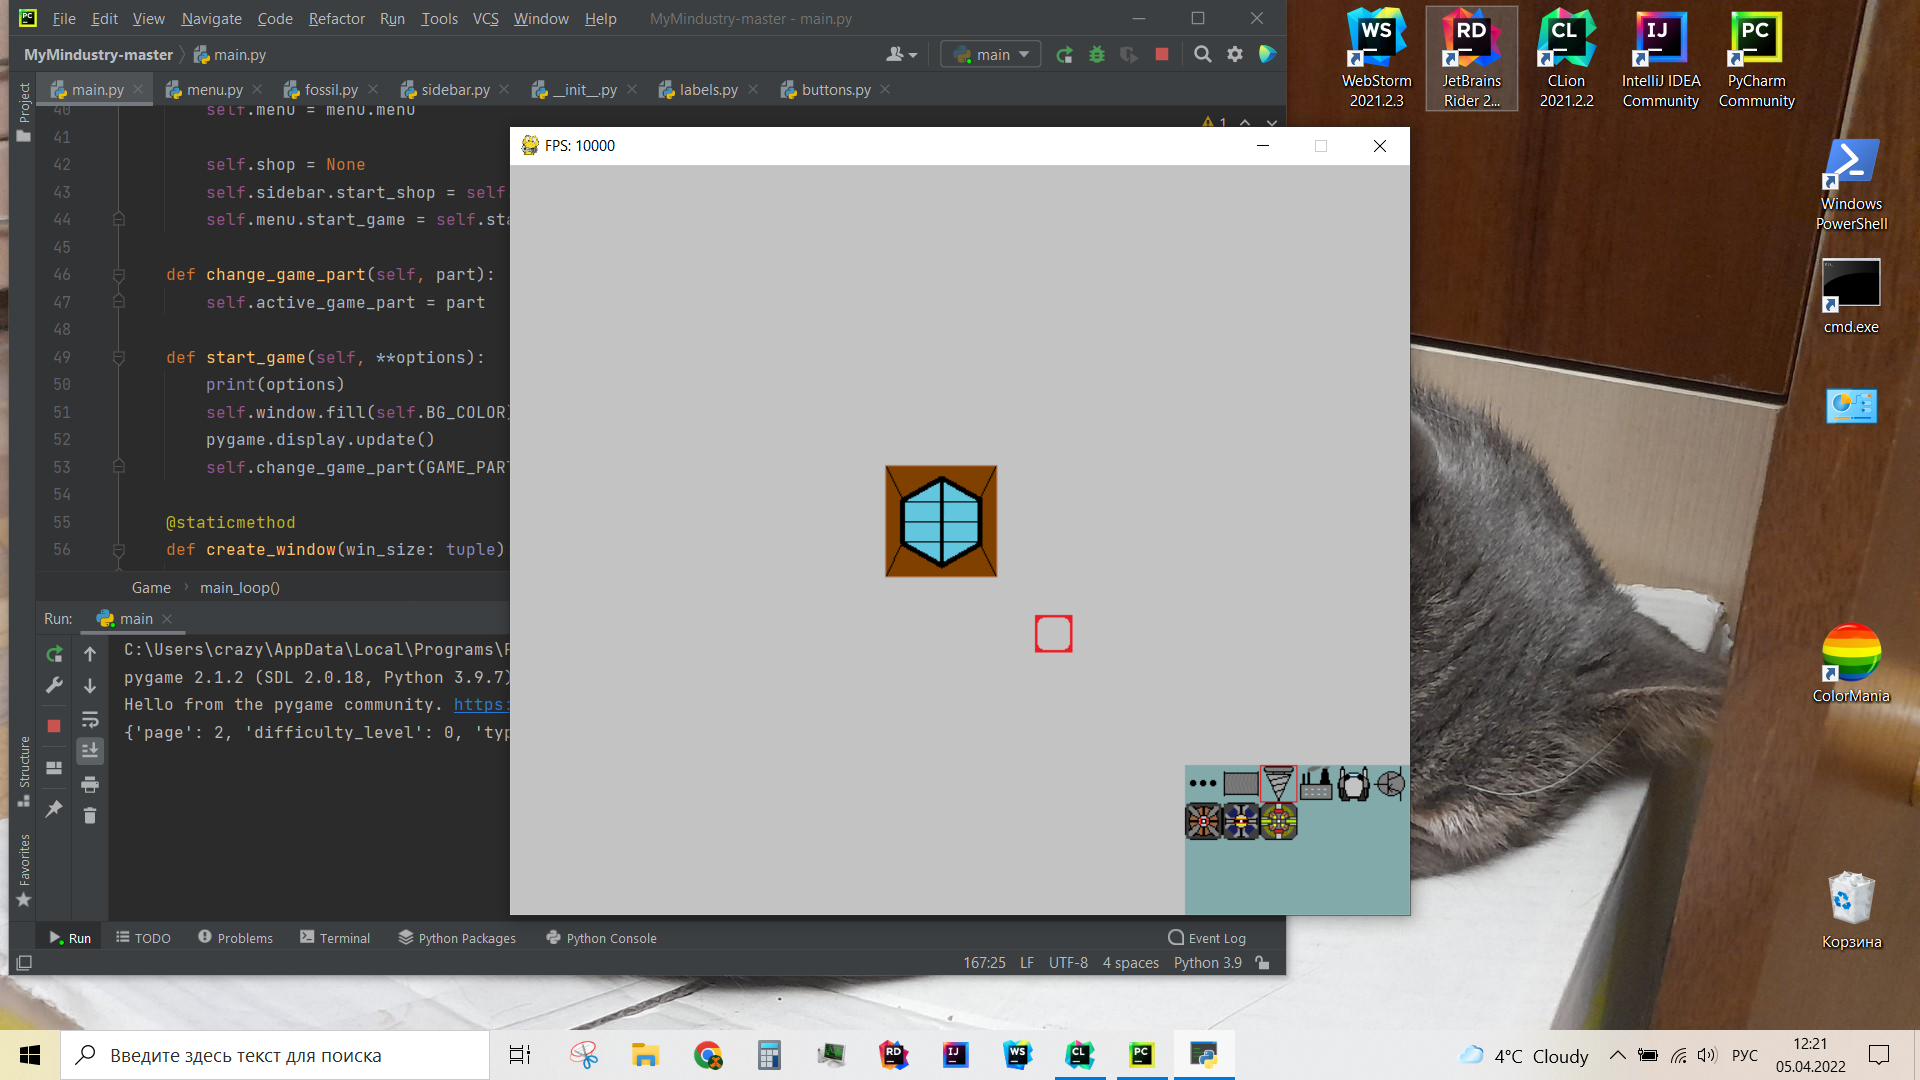 File Edit View Navigate Code Refactor Run Tools VCS Window Help MyMindustry-master - main.py
MyMindustry-master main.py
main
main.py menu.py fossil.py sidebar.py __init__.py labels.py buttons.py
Project
40 self.menu = menu.menu
1
41
42 self.shop = None
43 self.sidebar.start_shop = self
44 self.menu.start_game = self.sta
45
46 def change_game_part(self, part):
47 self.active_game_part = part
48
49 def start_game(self, **options):
50 print(options)
51 self.window.fill(self.BG_COLOR)
52 pygame.display.update()
53 self.change_game_part(GAME_PART
54
55 @staticmethod
56 def create_window(win_size: tuple)
Game main_loop()
Run: main
C:\Users\crazy\AppData\Local\Programs\P
pygame 2.1.2 (SDL 2.0.18, Python 3.9.7)
Hello from the pygame community. https:
{'page': 2, 'difficulty_level': 0, 'typ
Structure
Favorites
Run TODO Problems Terminal Python Packages Python Console Event Log
167:25 LF UTF-8 4 spaces Python 3.9
FPS: 10000
WS
WebStorm
2021.2.3
RD
JetBrains
Rider 2...
CL
CLion
2021.2.2
IJ
IntelliJ IDEA
Community
PC
PyCharm
Community
Windows
PowerShell
cmd.exe
ColorMania
Корзина
Введите здесь текст для поиска
RD IJ WS CL PC
4°C Cloudy
РУС
12:21
05.04.2022